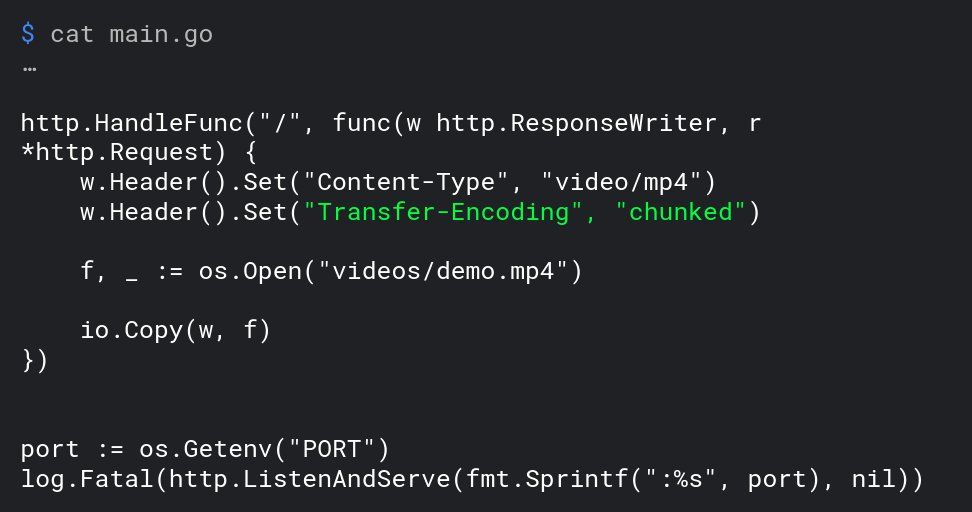 $ cat main.go
…
http.HandleFunc("/", func(w http.ResponseWriter, r
*http.Request) {
    w.Header().Set("Content-Type", "video/mp4")
    w.Header().Set("Transfer-Encoding", "chunked")
    f, _ := os.Open("videos/demo.mp4")
    io.Copy(w, f)
})
port := os.Getenv("PORT")
log.Fatal(http.ListenAndServe(fmt.Sprintf(":%s", port), nil))